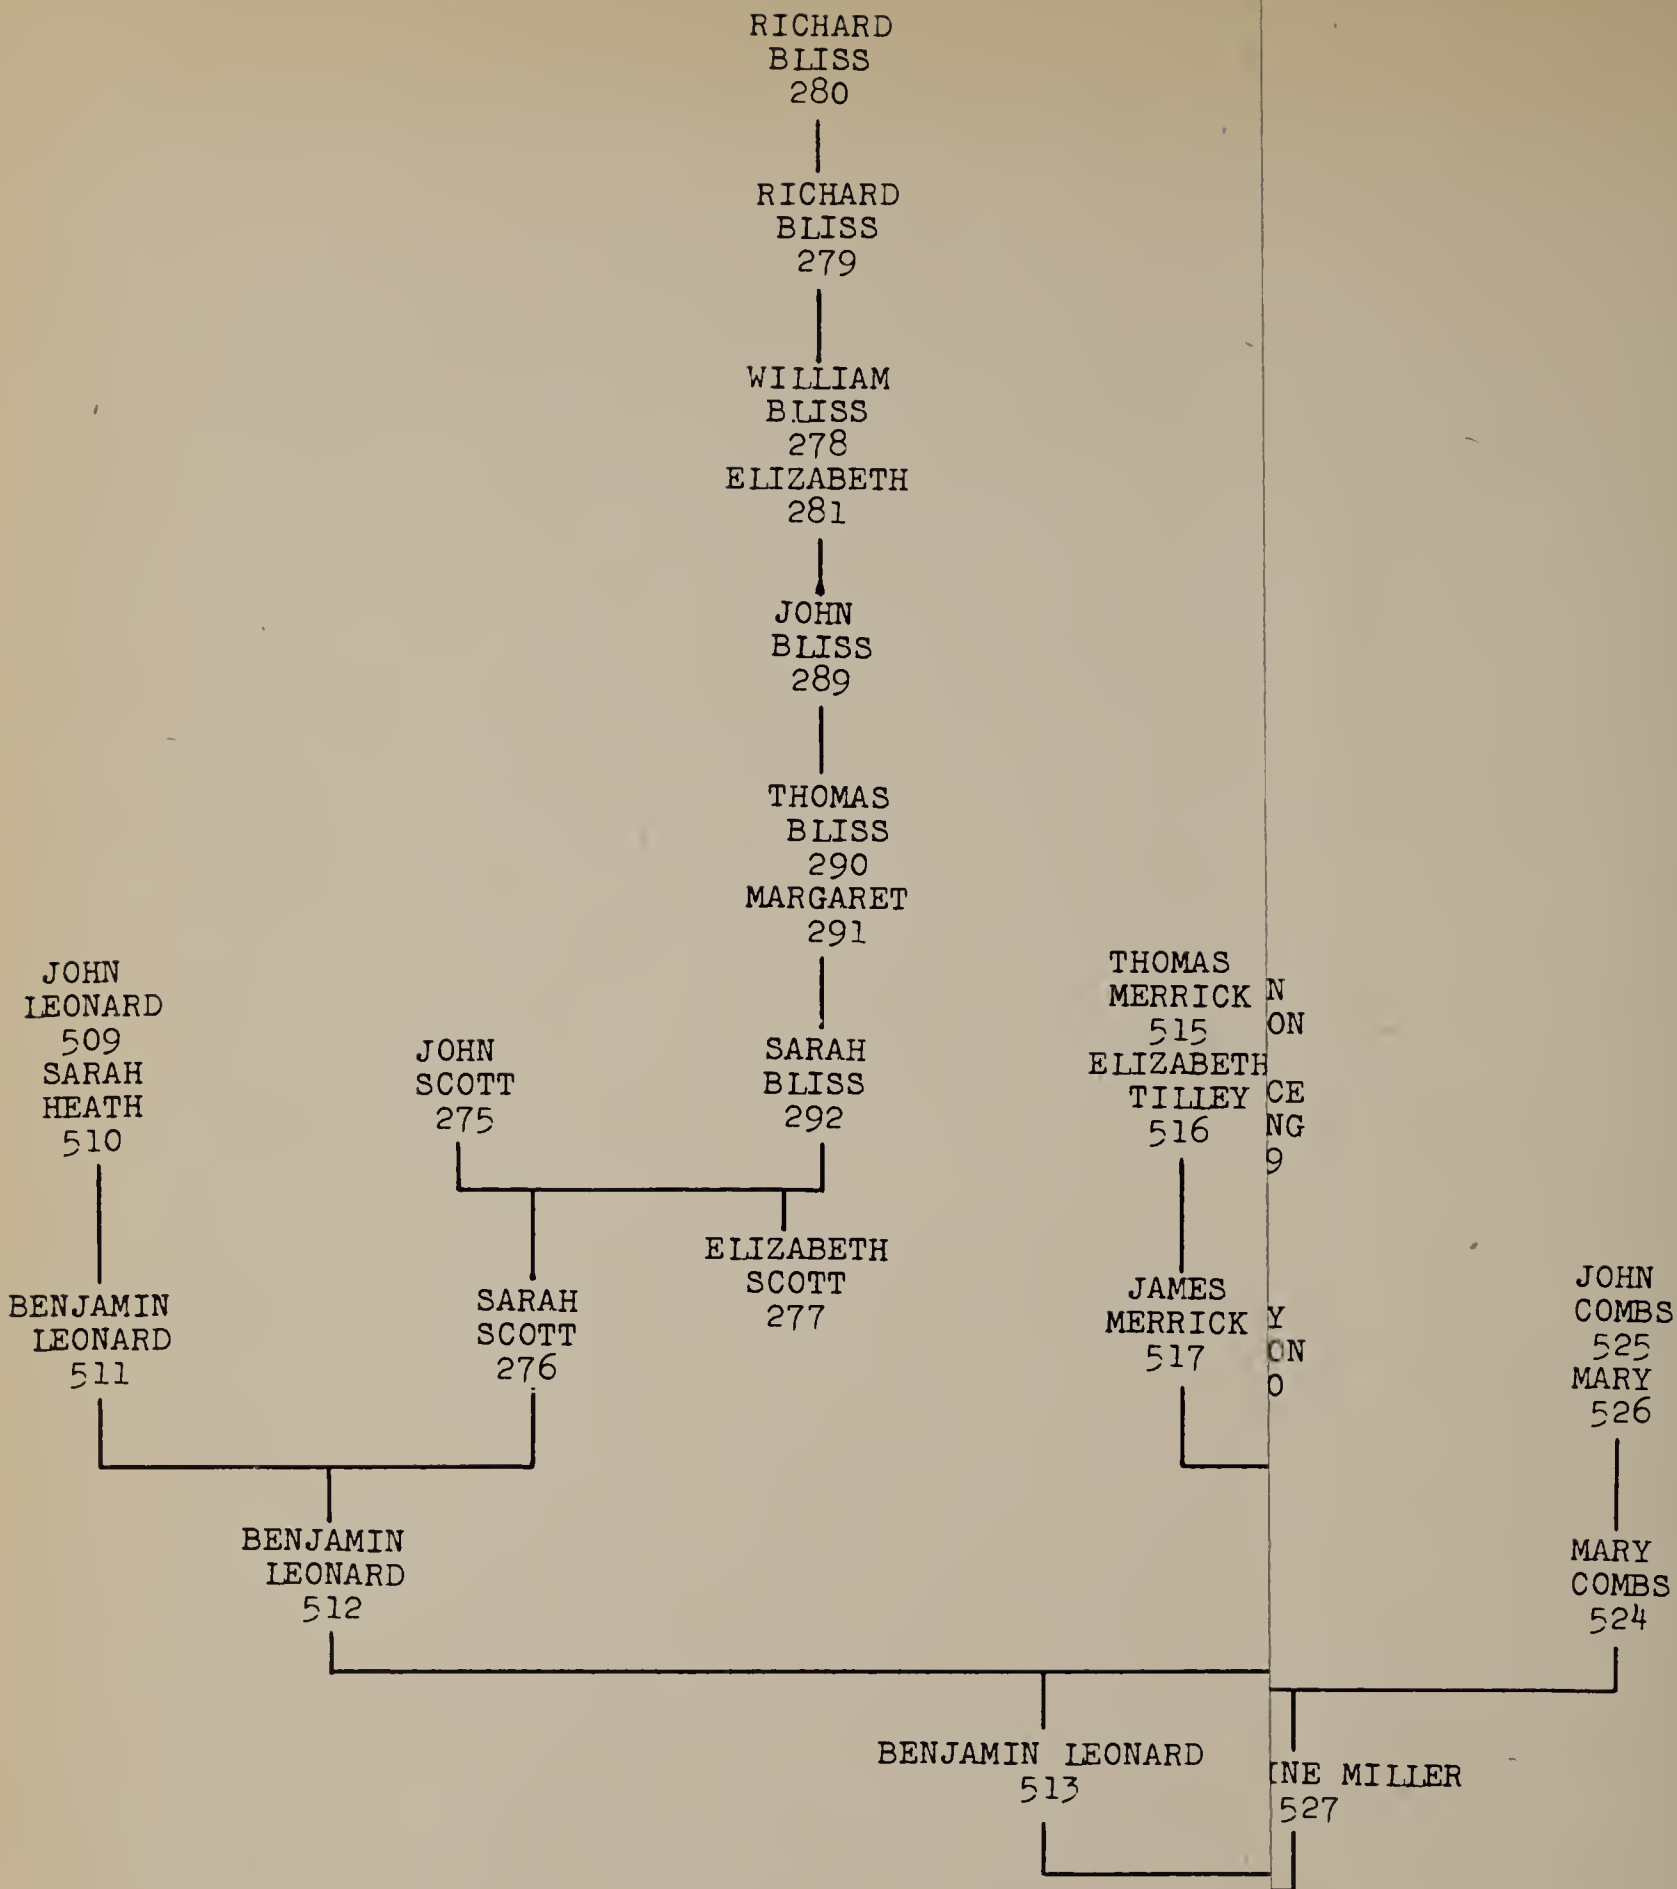 RICHARD
BLISS
280
RICHARD
BLISS
279
WILLIAM
BLISS
278
ELIZABETH
281
JOHN
BLISS
289
THOMAS
BLISS
290
MARGARET
291
JOHN
LEONARD
509
SARAH
HEATH
510
JOHN
SCOTT
275
SARAH
BLISS
292
THOMAS
MERRICK
515
ELIZABETH
TILLEY
516
N
ON
CE
NG
9
ELIZABETH
SCOTT
277
BENJAMIN
LEONARD
511
SARAH
SCOTT
276
JAMES
MERRICK
517
Y
ON
0
JOHN
COMBS
525
MARY
526
BENJAMIN
LEONARD
512
MARY
COMBS
524
BENJAMIN LEONARD
513
INE MILLER
527